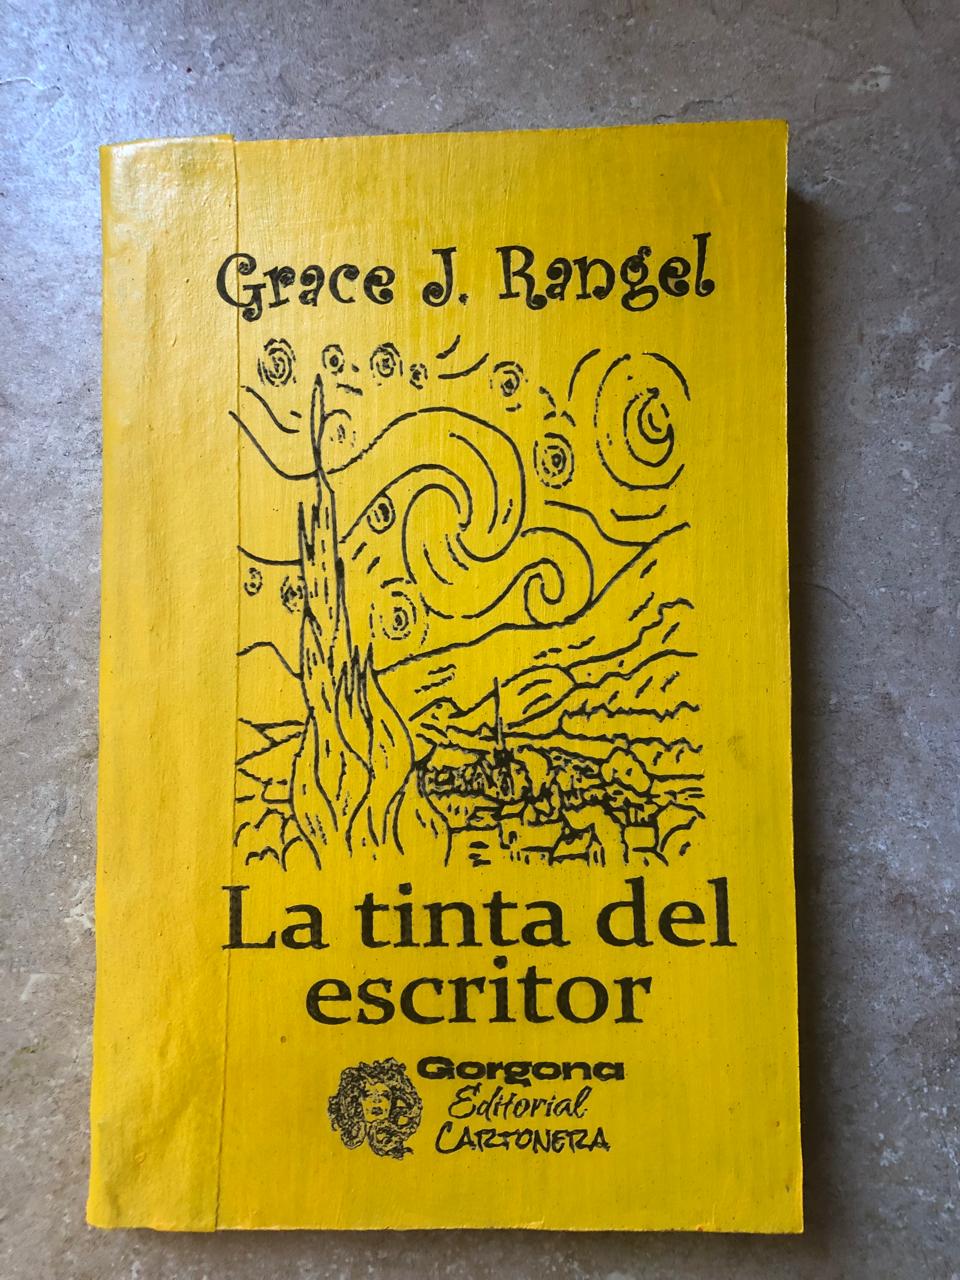 Grace J. Rangel
La tinta del
escritor
Gorgona
Editorial
CARTONERA